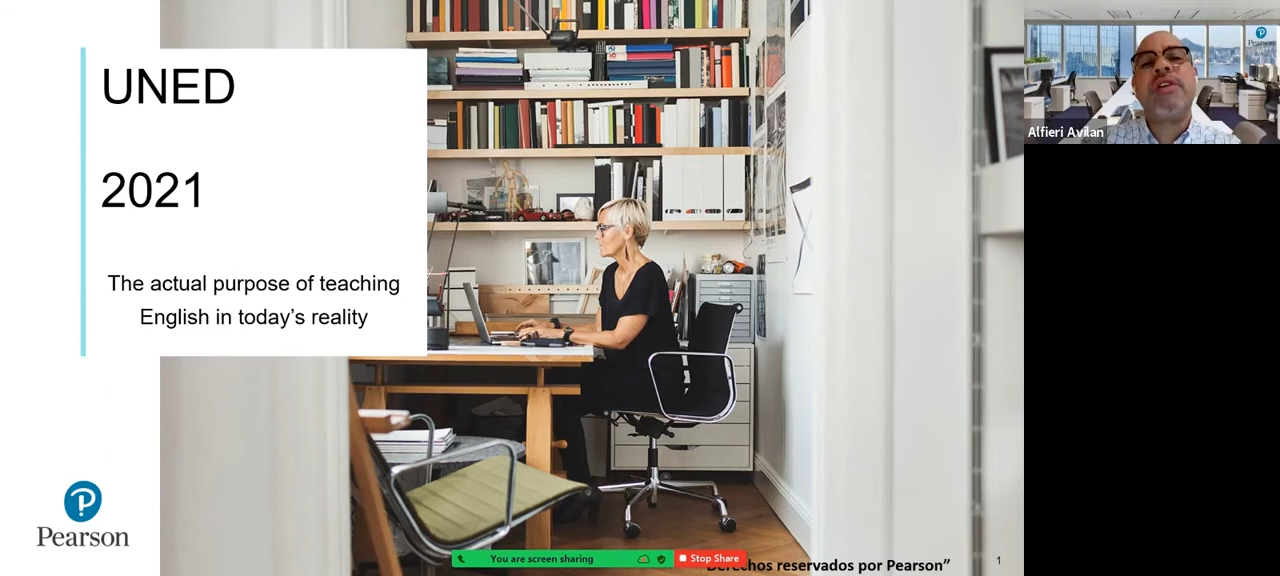 UNED
2021
The actual purpose of teaching
English in today’s reality
Pearson
You are screen sharing
Stop Share
reservados por Pearson”
1
Alfieri Avilan